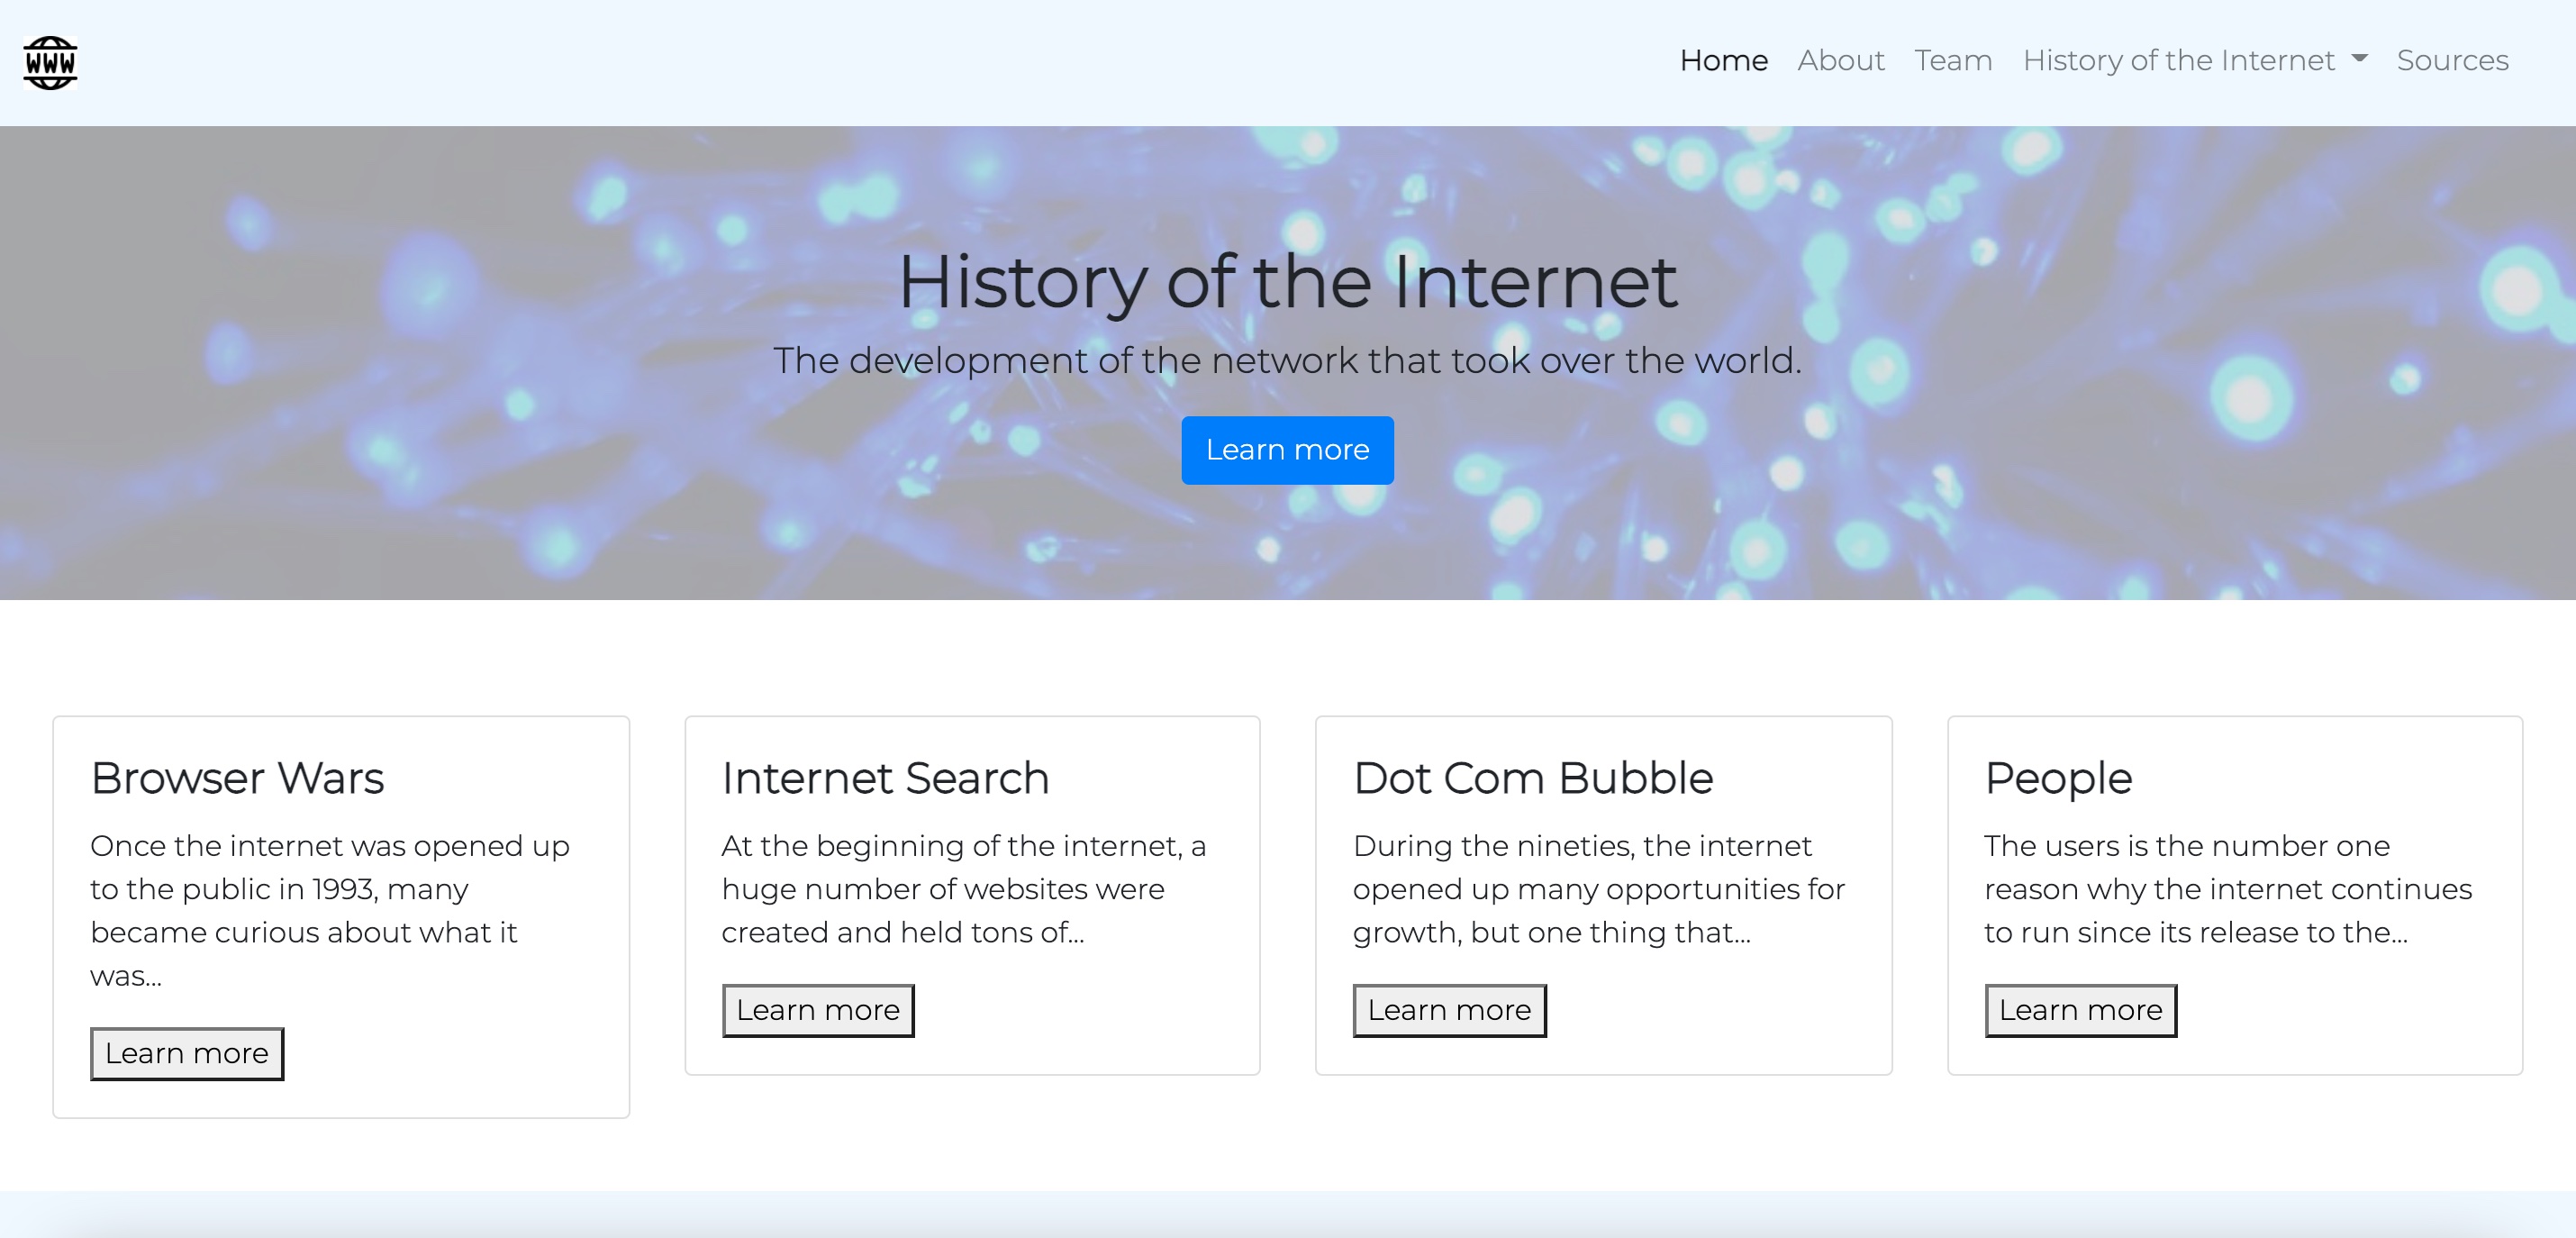 WWW
Home About Team History of the Internet Sources
History of the Internet
The development of the network that took over the world.
Learn more
Browser Wars
Once the internet was opened up
to the public in 1993, many
became curious about what it
was...
Learn more
Internet Search
At the beginning of the internet, a
huge number of websites were
created and held tons of...
Learn more
Dot Com Bubble
During the nineties, the internet
opened up many opportunities for
growth, but one thing that...
Learn more
People
The users is the number one
reason why the internet continues
to run since its release to the...
Learn more